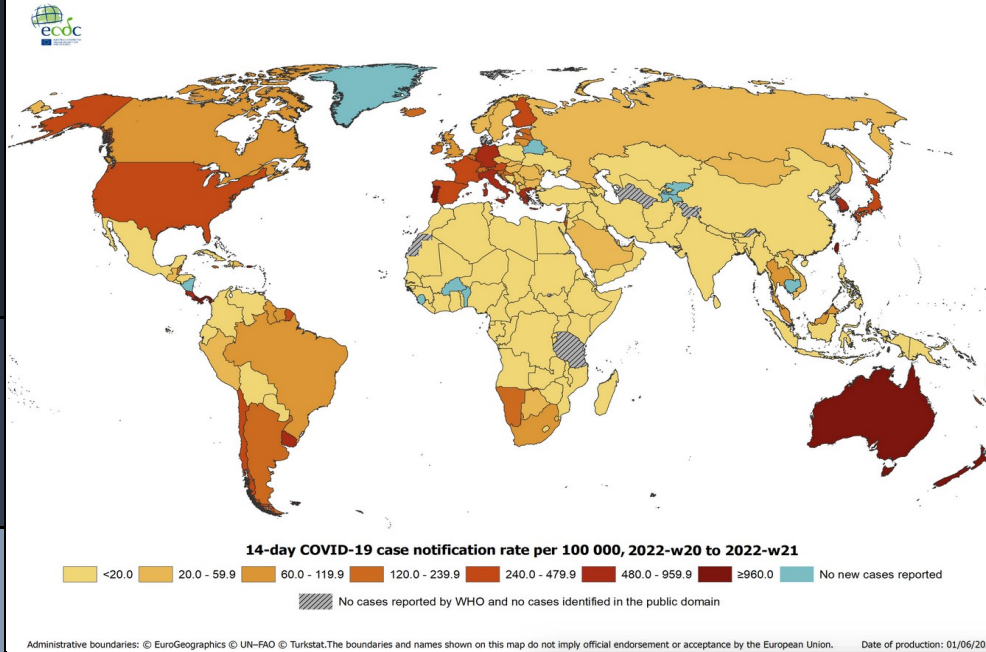 ecdc
14-day COVID-19 case notification rate per 100 000, 2022-w20 to 2022-w21
<20.0 20.0 - 59.9 60.0 - 119.9 120.0 - 239.9 240.0 - 479.9 480.0 - 959.9 ≥960.0 No new cases reported
No cases reported by WHO and no cases identified in the public domain
Administrative boundaries: © EuroGeographics © UN–FAO © Turkstat.The boundaries and names shown on this map do not imply official endorsement or acceptance by the European Union. Date of production: 01/06/20